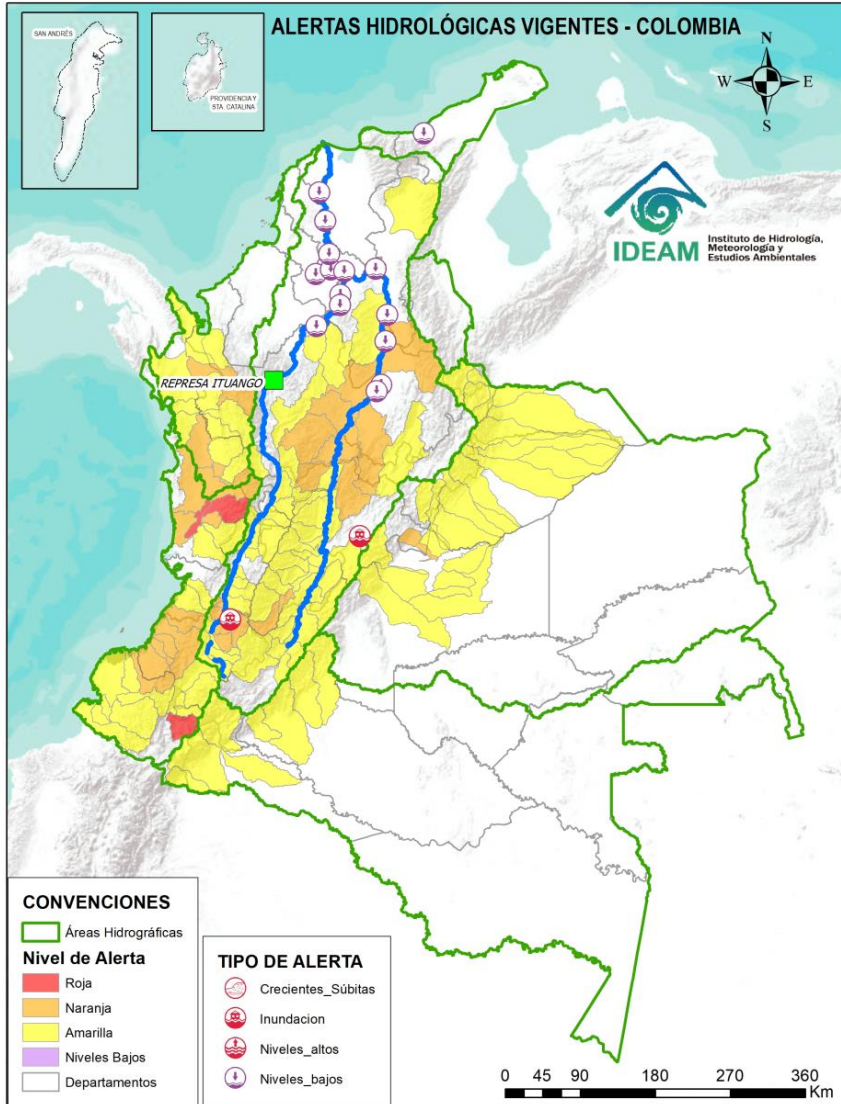 ALERTAS HIDROLÓGICAS VIGENTES - COLOMBIA
SAN ANDRÉS
PROVIDENCIA Y
STA. CATALINA
N
W
E
S
IDEAM
Instituto de Hidrología,
Meteorología y
Estudios Ambientales
REPRESA ITUANGO
CONVENCIONES
Áreas Hidrográficas
Nivel de Alerta
Roja
Naranja
Amarilla
Niveles Bajos
Departamentos
TIPO DE ALERTA
Crecientes_Súbitas
Inundacion
Niveles_altos
Niveles_bajos
0 45 90 180 270 360
Km